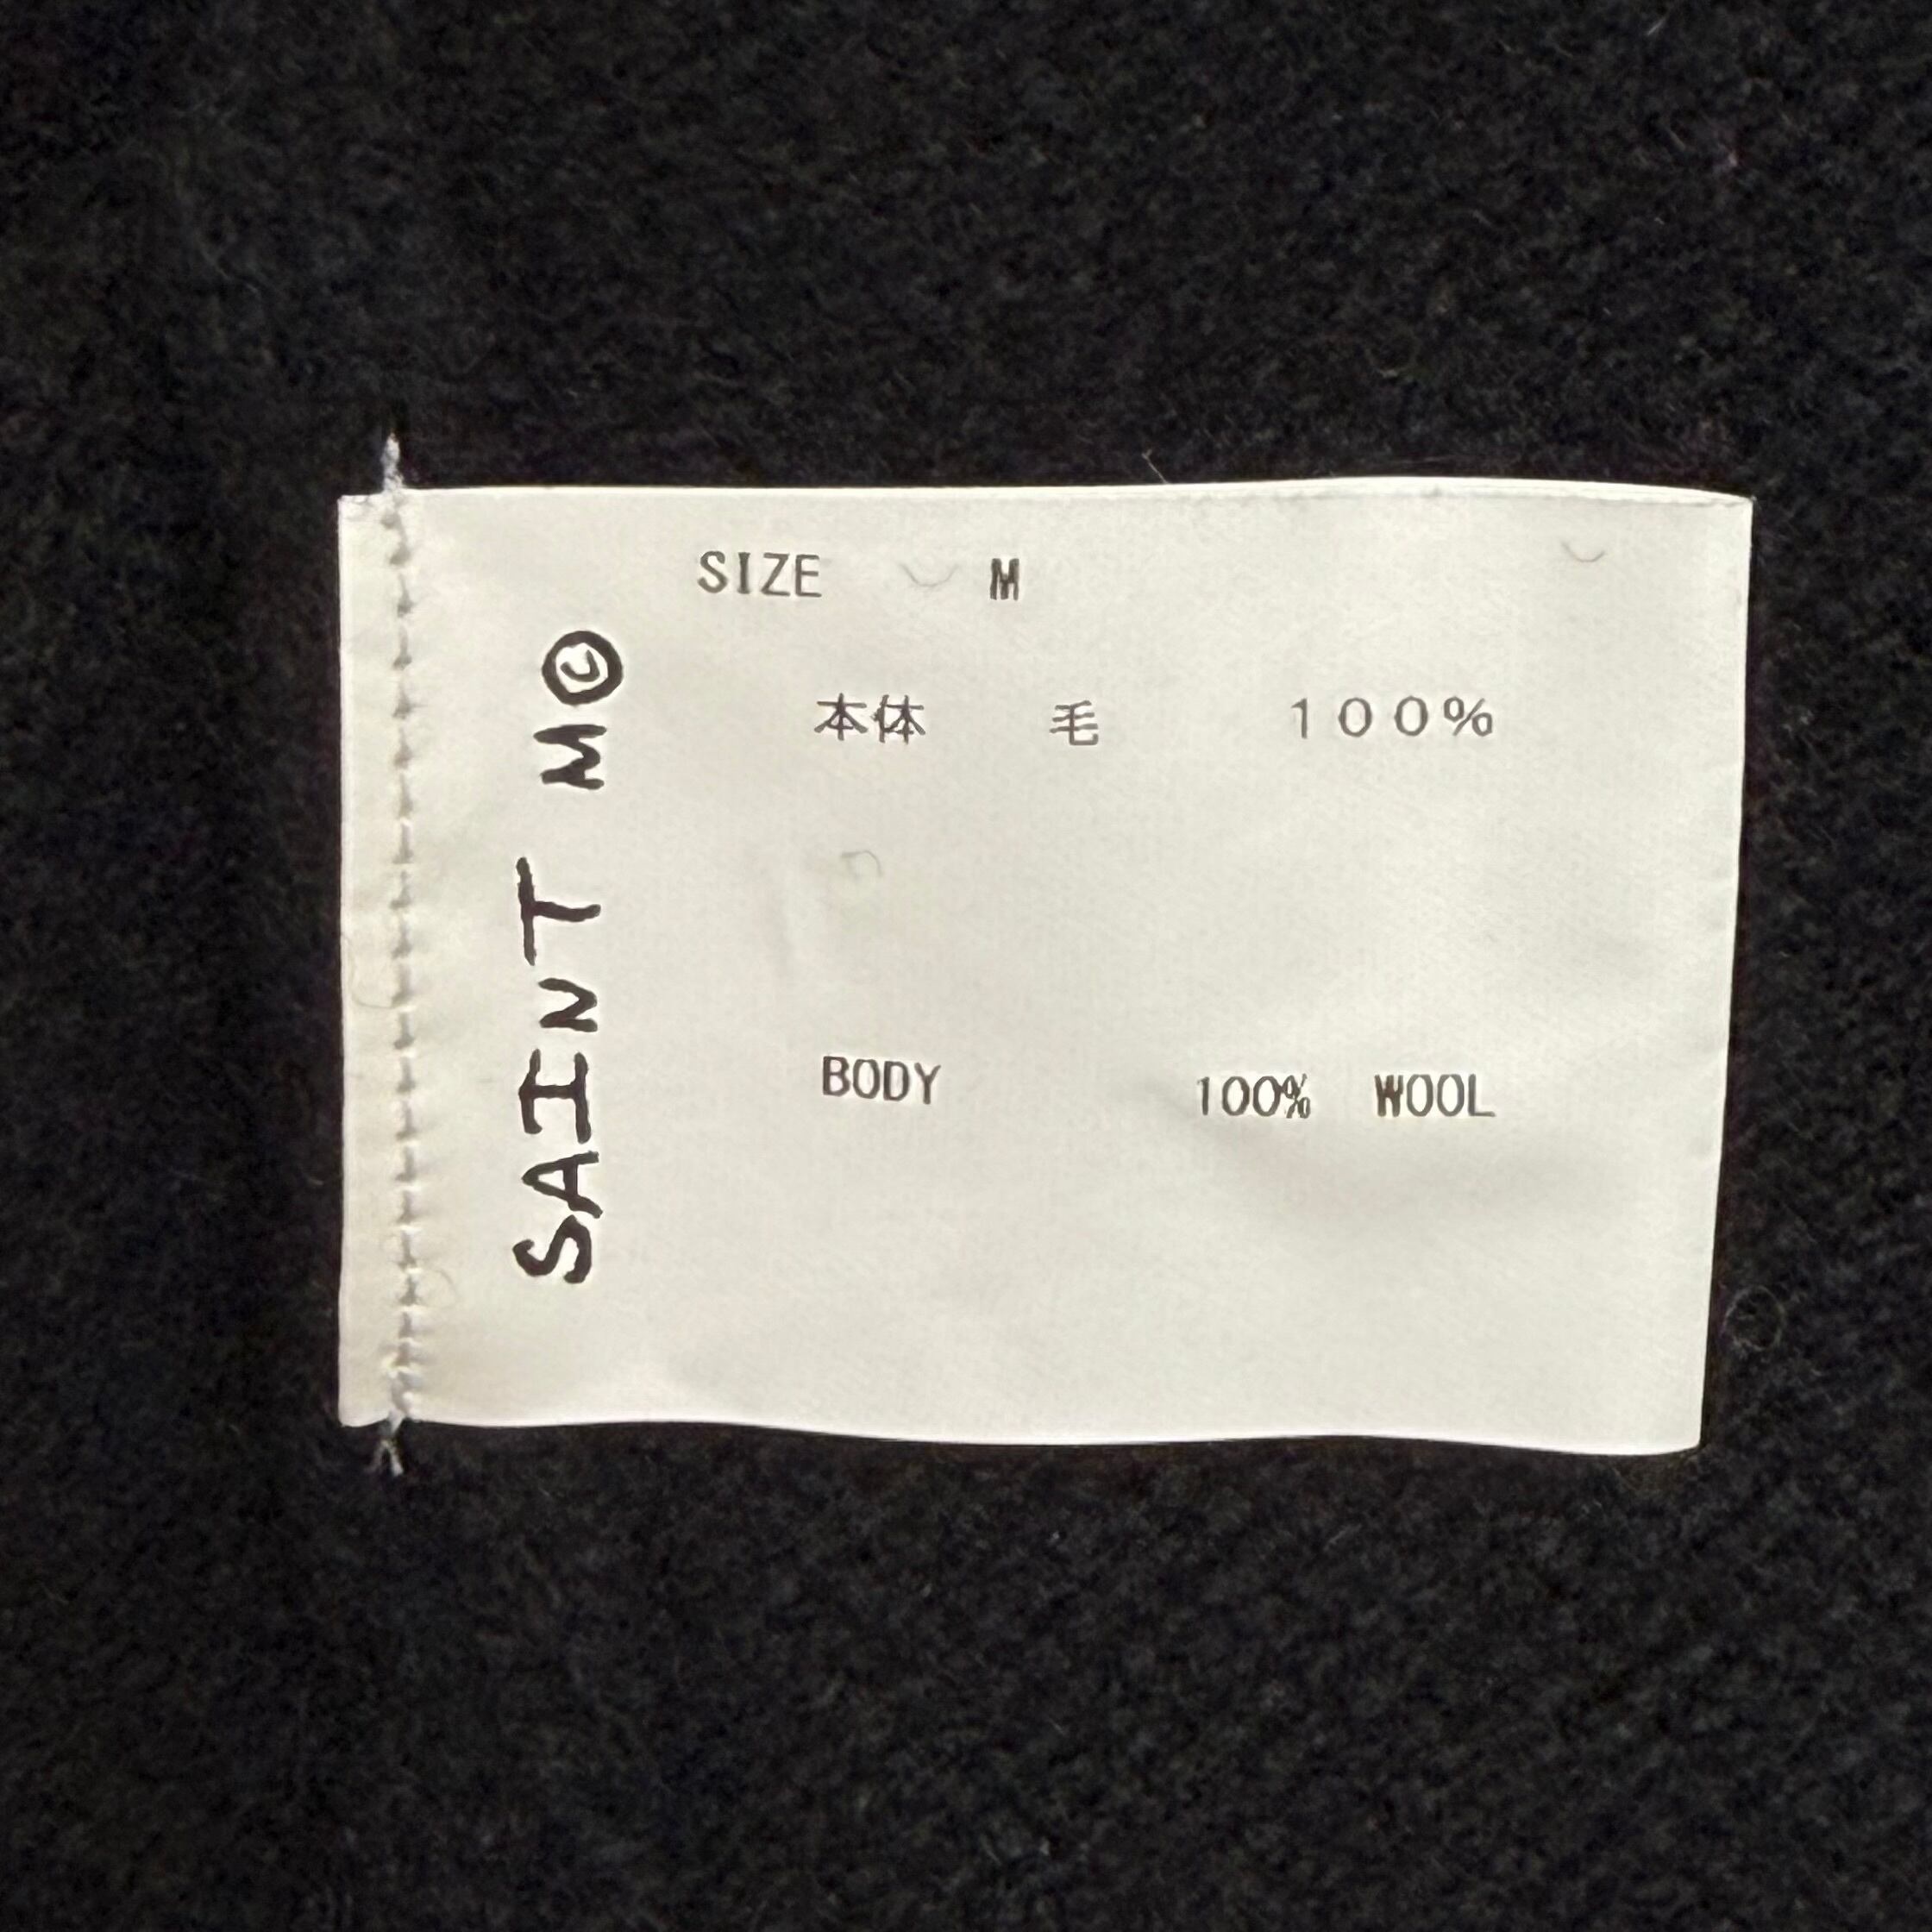 SIZE M
本体 毛 １００％
BODY 100% WOOL
SAINT M©